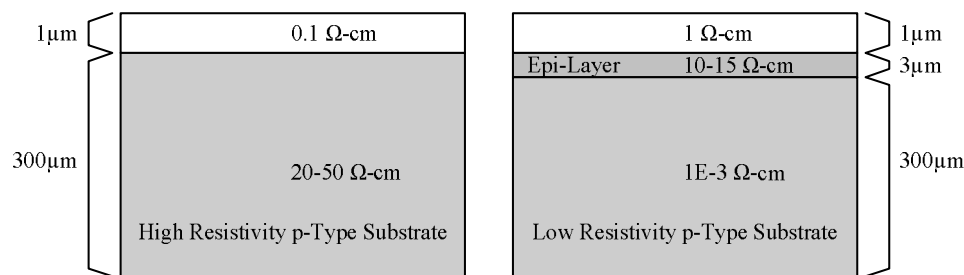 1µm
0.1 Ω-cm
300µm
20-50 Ω-cm
High Resistivity p-Type Substrate
1 Ω-cm
1µm
Epi-Layer 10-15 Ω-cm
3µm
1E-3 Ω-cm
300µm
Low Resistivity p-Type Substrate